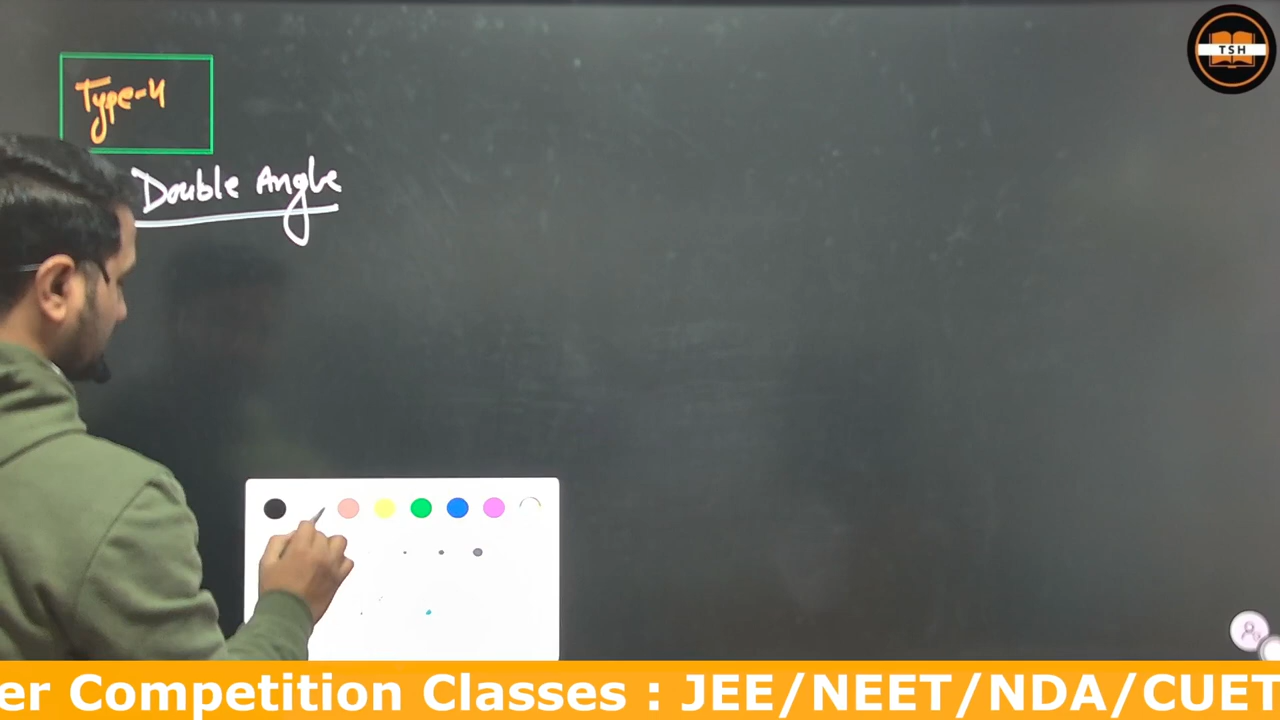 TSH
Type-4
Double Angle
er Competition Classes : JEE/NEET/NDA/CUET